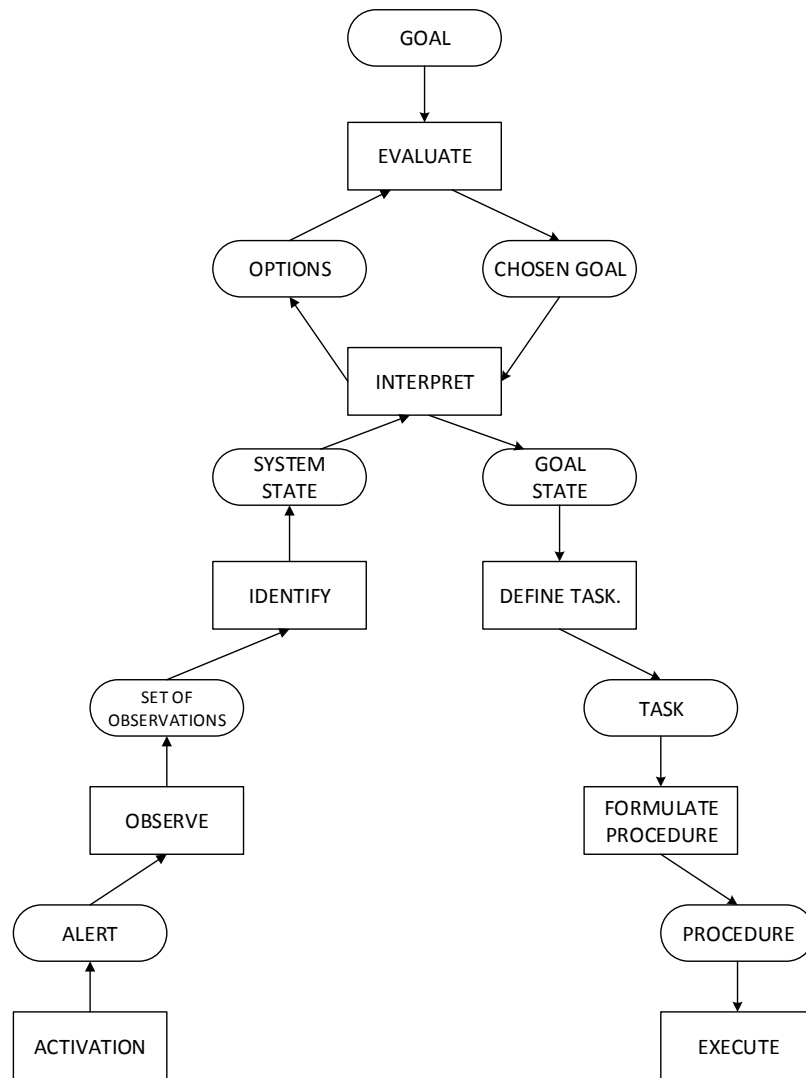 GOAL
EVALUATE
OPTIONS
CHOSEN GOAL
INTERPRET
SYSTEM
STATE
GOAL
STATE
IDENTIFY
DEFINE TASK.
SET OF
OBSERVATIONS
TASK
OBSERVE
FORMULATE
PROCEDURE
ALERT
PROCEDURE
ACTIVATION
EXECUTE